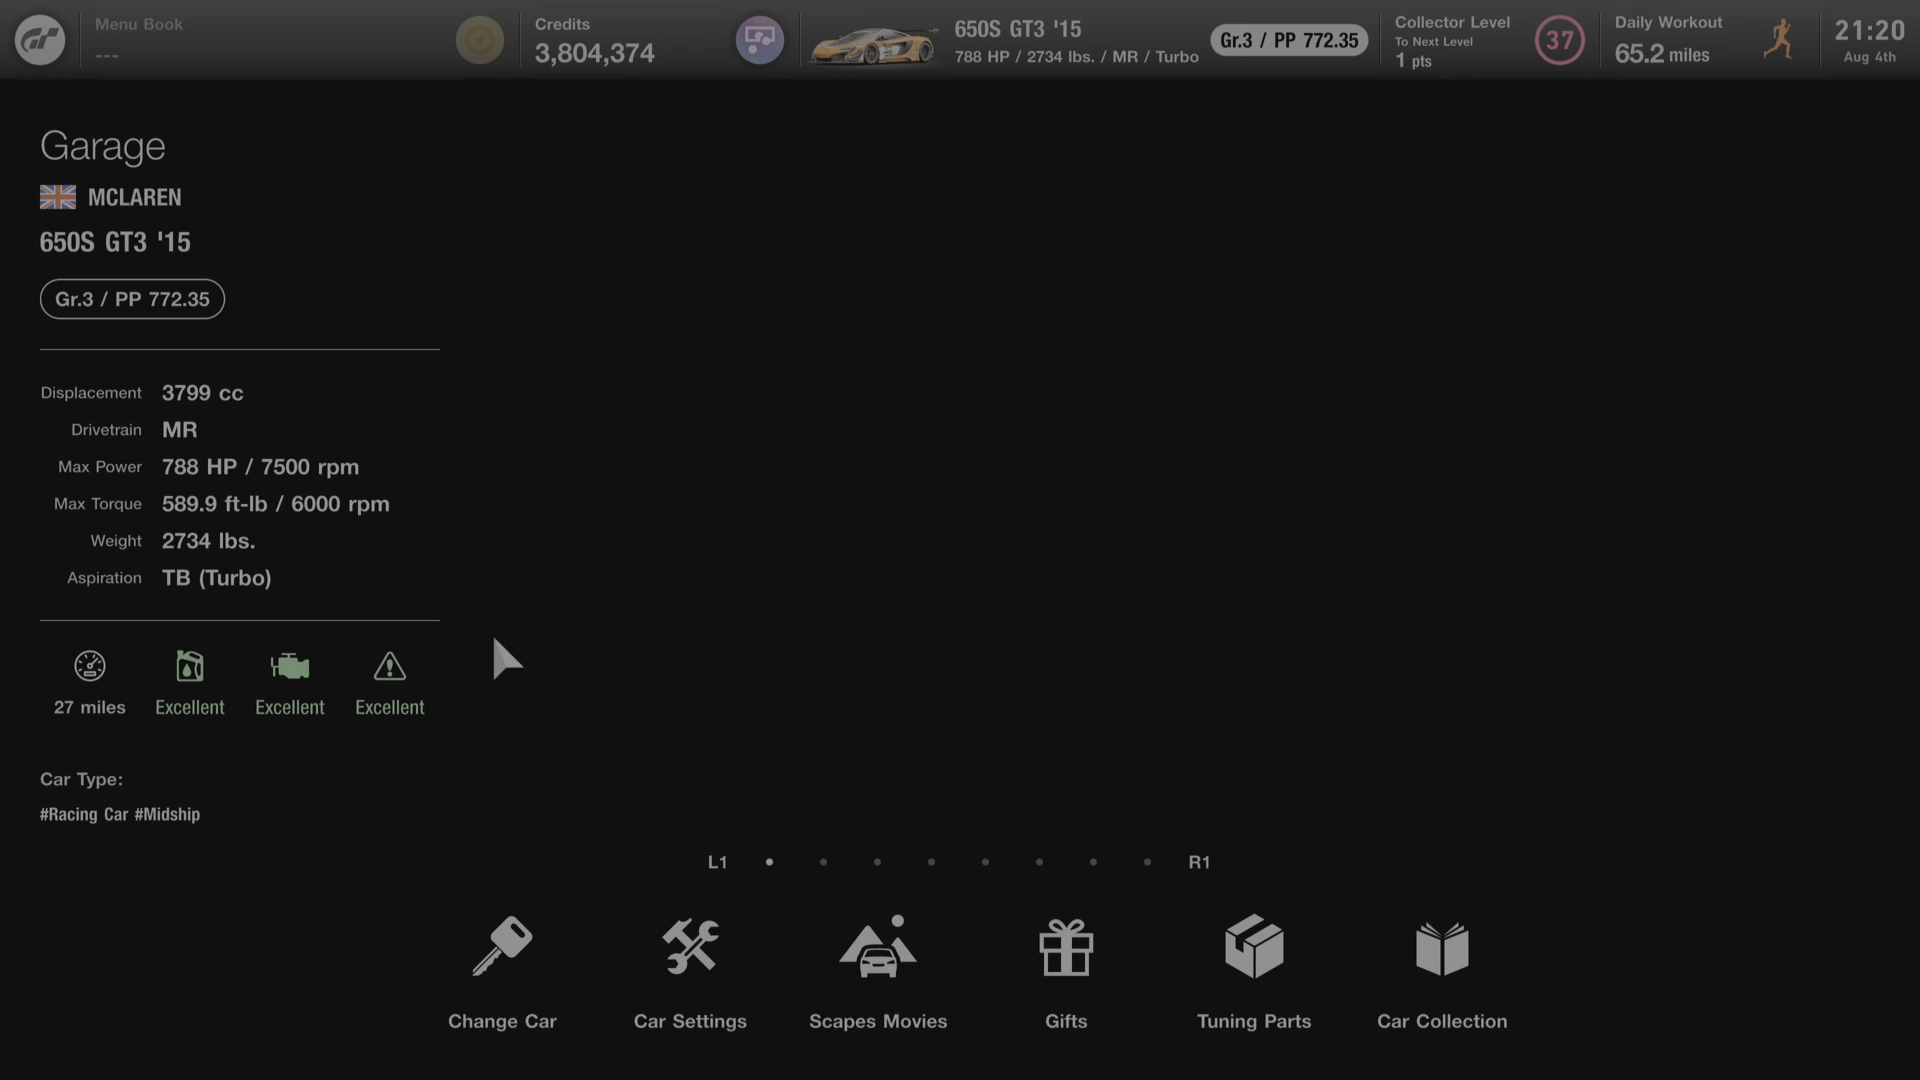 Menu Book
---
Credits
3,804,374
650S GT3 '15
788 HP / 2734 lbs. / MR / Turbo
Gr.3 / PP 772.35
Collector Level
To Next Level
1 pts
37
Daily Workout
65.2 miles
21:20
Aug 4th
Garage
MCLAREN
650S GT3 '15
Gr.3 / PP 772.35
Displacement 3799 cc
Drivetrain MR
Max Power 788 HP / 7500 rpm
Max Torque 589.9 ft-lb / 6000 rpm
Weight 2734 lbs.
Aspiration TB (Turbo)
27 miles Excellent Excellent Excellent
Car Type:
#Racing Car #Midship
L1 R1
Change Car Car Settings Scapes Movies Gifts Tuning Parts Car Collection